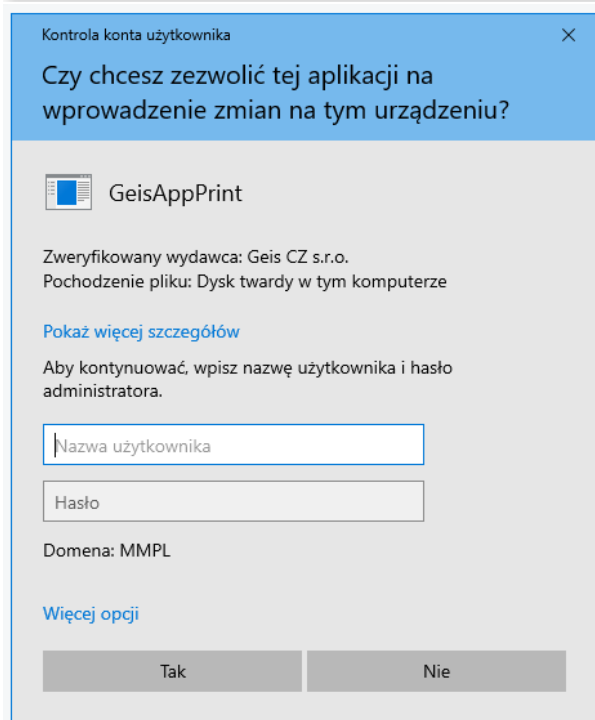 Kontrola konta użytkownika
Czy chcesz zezwolić tej aplikacji na
wprowadzenie zmian na tym urządzeniu?
GeisAppPrint
Zweryfikowany wydawca: Geis CZ s.r.o.
Pochodzenie pliku: Dysk twardy w tym komputerze
Pokaż więcej szczegółów
Aby kontynuować, wpisz nazwę użytkownika i hasło
administratora.
Nazwa użytkownika
Hasło
Domena: MMPL
Więcej opcji
Tak
Nie